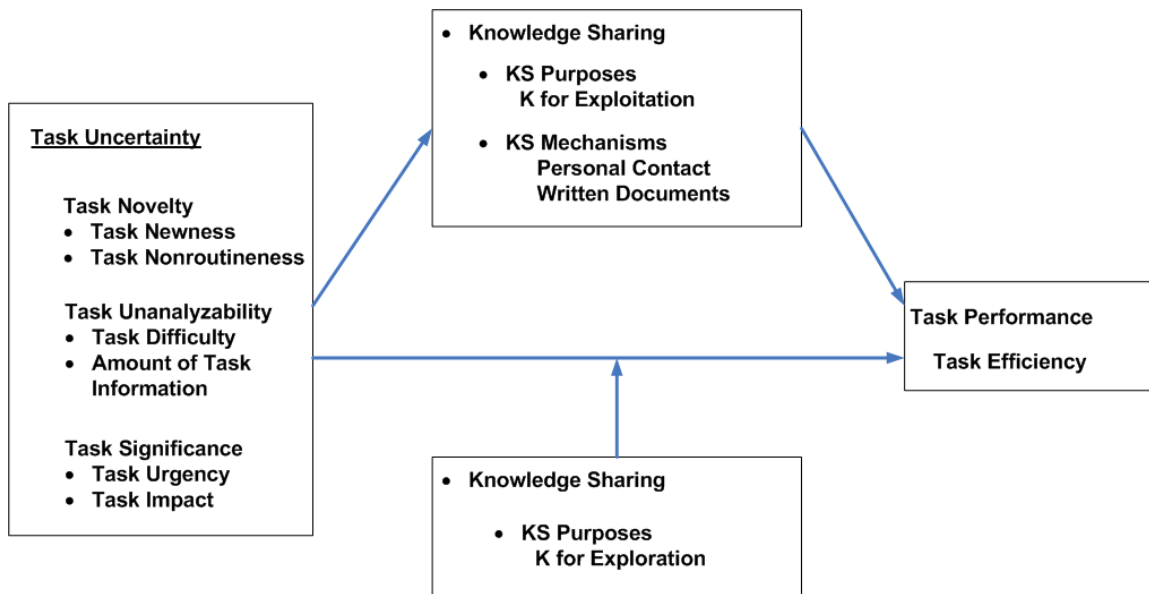 Task Uncertainty
Task Novelty
• Task Newness
• Task Nonroutineness
Task Unanalyzability
• Task Difficulty
• Amount of Task
Information
Task Significance
• Task Urgency
• Task Impact
• Knowledge Sharing
• KS Purposes
K for Exploitation
• KS Mechanisms
Personal Contact
Written Documents
• Knowledge Sharing
• KS Purposes
K for Exploration
Task Performance
Task Efficiency